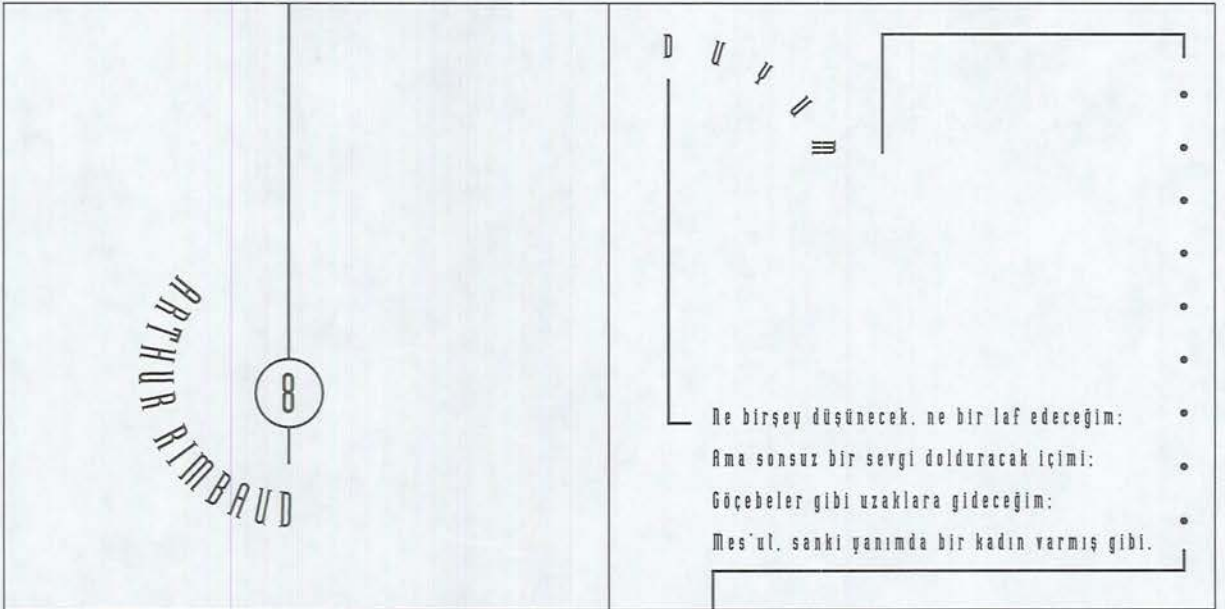 ARTHUR RIMBAUD
8
DUYUM
Ne birşey düşünecek, ne bir laf edeceğim:
Ama sonsuz bir sevgi dolduracak içimi:
Göçebeler gibi uzaklara gideceğim:
Mes'ut, sanki yanımda bir kadın varmış gibi.